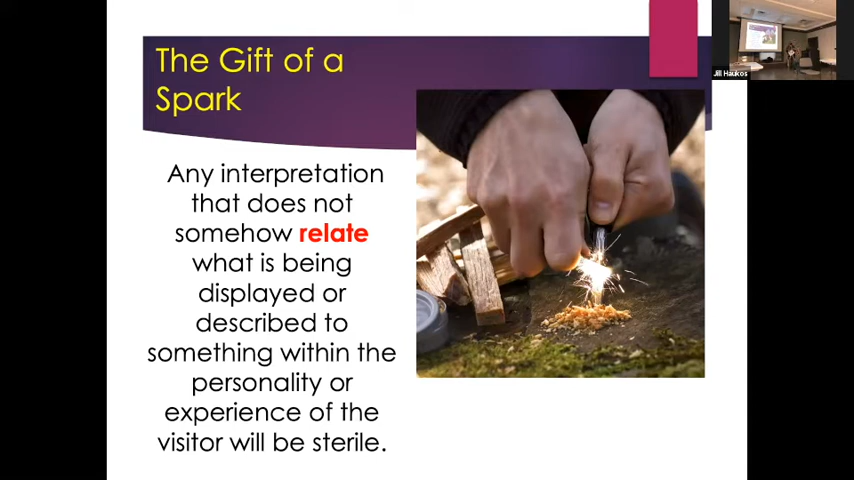 The Gift of a
Spark
Any interpretation
that does not
somehow relate
what is being
displayed or
described to
something within the
personality or
experience of the
visitor will be sterile.
Jill Haukos